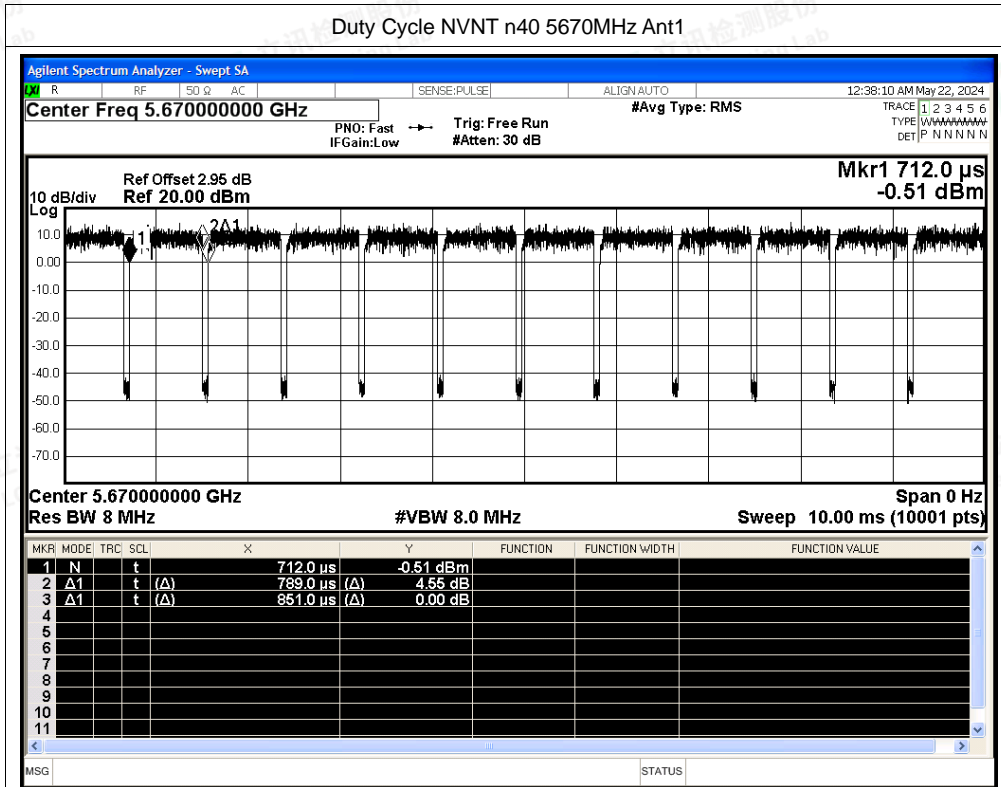 Duty Cycle NVNT n40 5670MHz Ant1
Agilent Spectrum Analyzer - Swept SA
LXI R RF 50 Ω AC SENSE:PULSE ALIGN AUTO 12:38:10 AM May 22, 2024
Center Freq 5.670000000 GHz #Avg Type: RMS TRACE 1 2 3 4 5 6
PNO: Fast Trig: Free Run TYPE
IFGain:Low #Atten: 30 dB DET P N N N N N
Mkr1 712.0 µs
Ref Offset 2.95 dB
10 dB/div Ref 20.00 dBm -0.51 dBm
Log
10.0
1
2Δ1
0.00
-10.0
-20.0
-30.0
-40.0
-50.0
-60.0
-70.0
Center 5.670000000 GHz Span 0 Hz
Res BW 8 MHz #VBW 8.0 MHz Sweep 10.00 ms (10001 pts)
MKR MODE TRC SCL X Y FUNCTION FUNCTION WIDTH FUNCTION VALUE
1 N t 712.0 µs -0.51 dBm
2 Δ1 t (Δ) 789.0 µs (Δ) 4.55 dB
3 Δ1 t (Δ) 851.0 µs (Δ) 0.00 dB
4
5
6
7
8
9
10
11
MSG STATUS